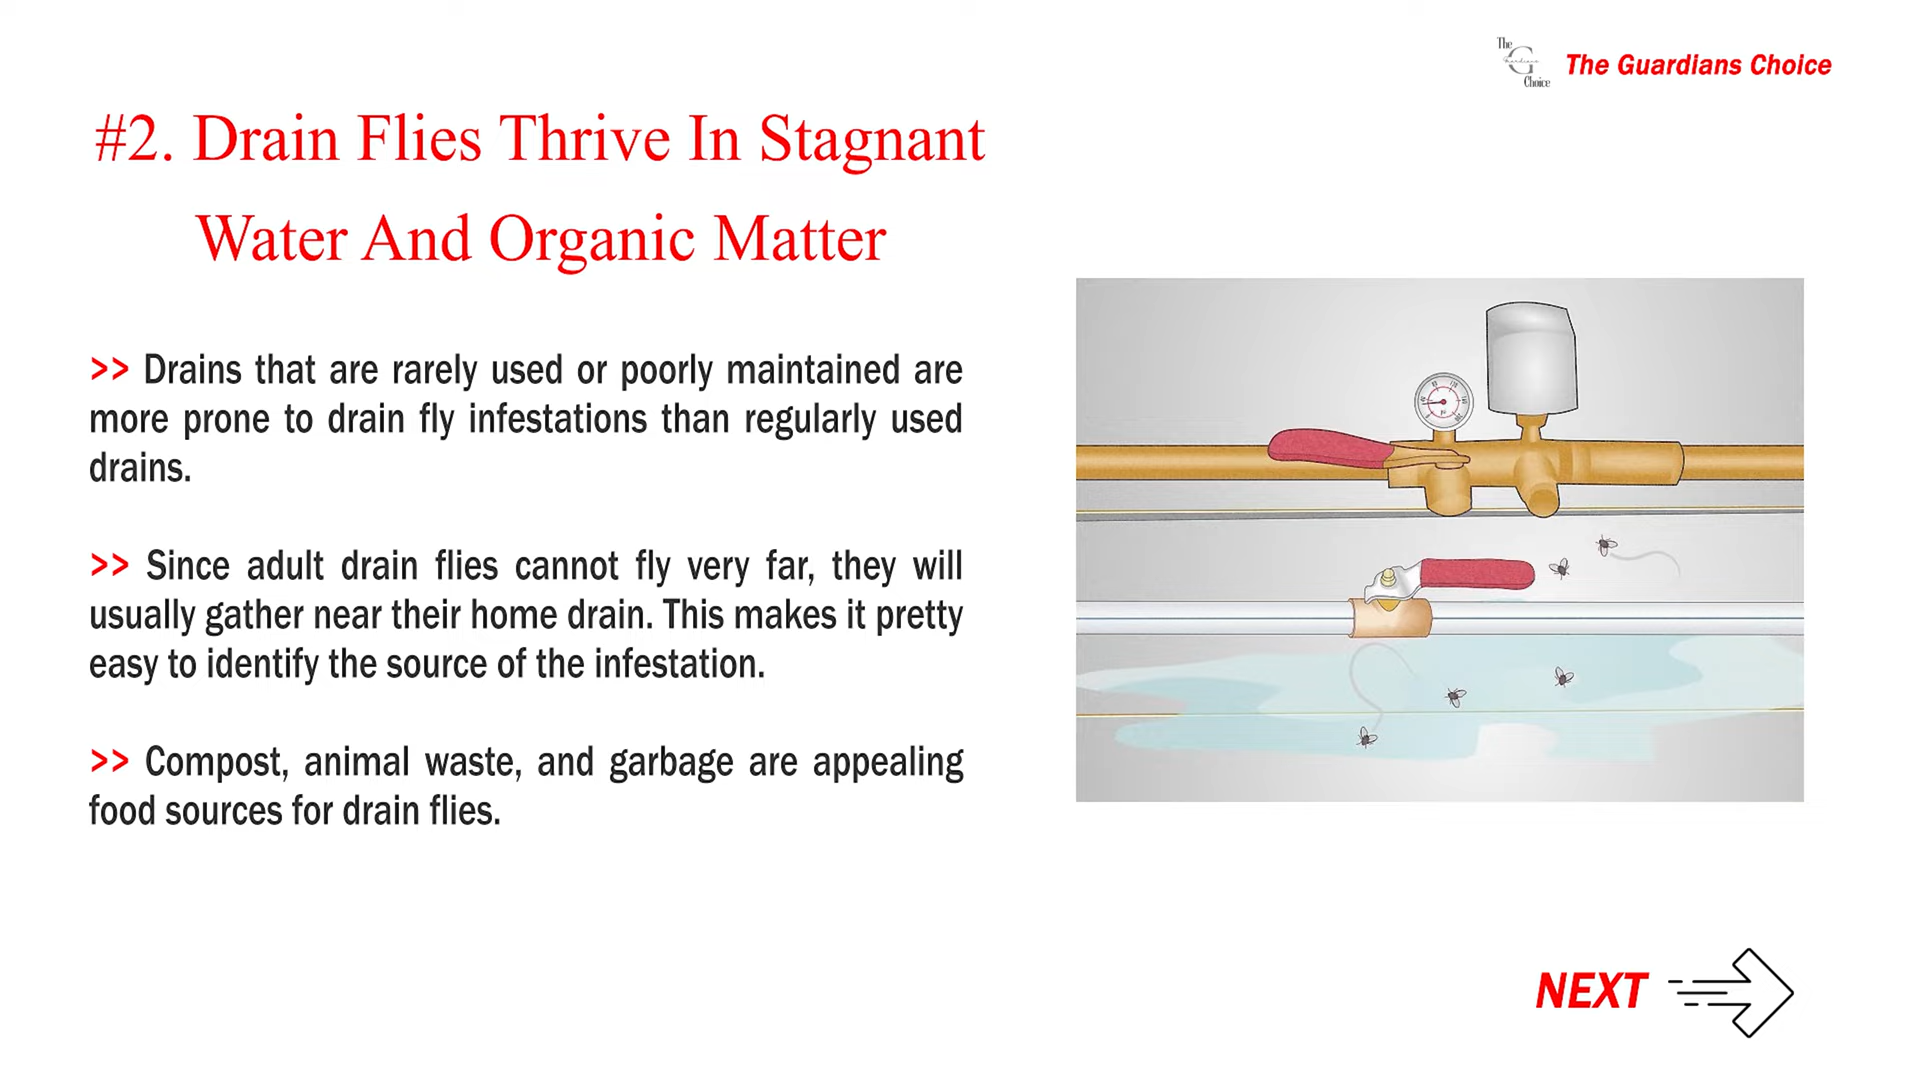 The
G
Choice
The Guardians Choice
#2. Drain Flies Thrive In Stagnant
Water And Organic Matter
>> Drains that are rarely used or poorly maintained are
more prone to drain fly infestations than regularly used
drains.
>> Since adult drain flies cannot fly very far, they will
usually gather near their home drain. This makes it pretty
easy to identify the source of the infestation.
>> Compost, animal waste, and garbage are appealing
food sources for drain flies.
NEXT